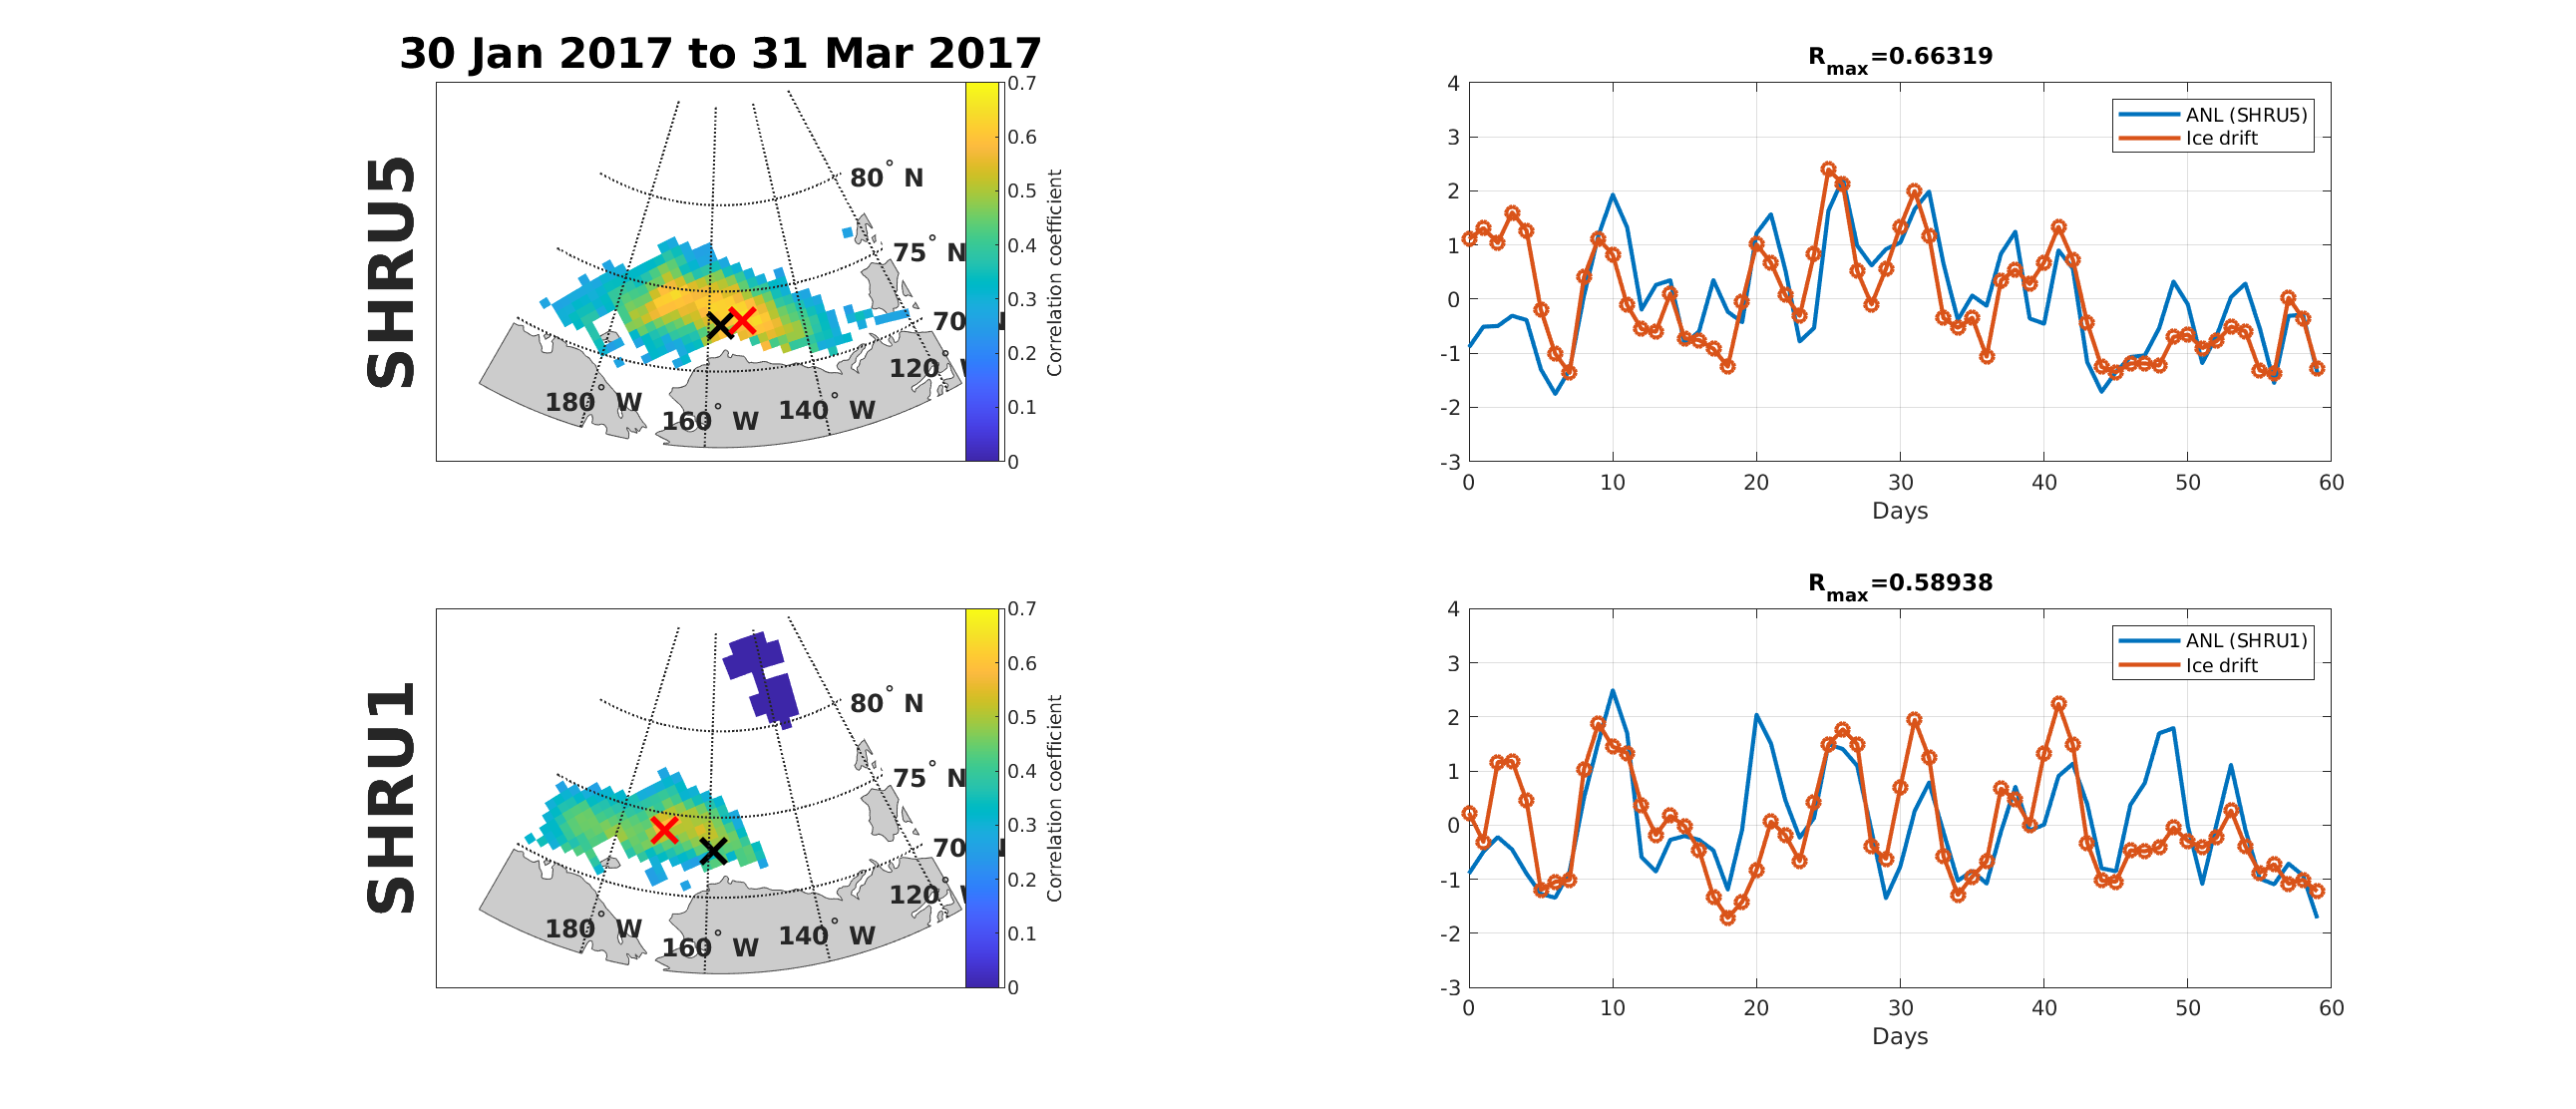 30 Jan 2017 to 31 Mar 2017
SHRU5
80° N
75° N
70° N
180° W
160° W
140° W
120° W
0.7
0.6
0.5
0.4
0.3
0.2
0.1
0
Correlation coefficient
Rmax=0.66319
4
3
2
1
0
-1
-2
-3
ANL (SHRU5)
Ice drift
0 10 20 30 40 50 60
Days
SHRU1
80° N
75° N
70° N
180° W
160° W
140° W
120° W
0.7
0.6
0.5
0.4
0.3
0.2
0.1
0
Correlation coefficient
Rmax=0.58938
4
3
2
1
0
-1
-2
-3
ANL (SHRU1)
Ice drift
0 10 20 30 40 50 60
Days